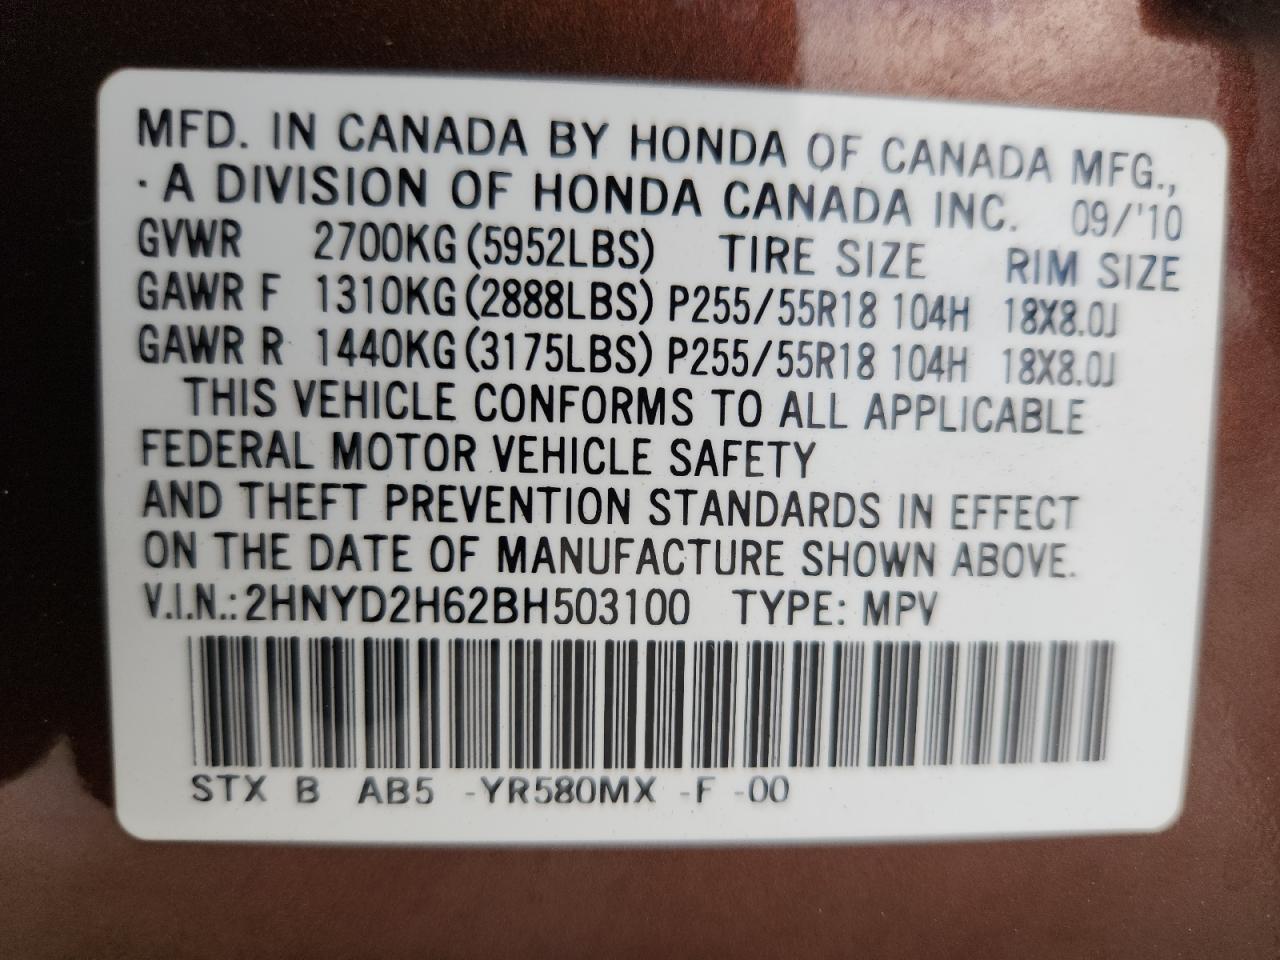 MFD. IN CANADA BY HONDA OF CANADA MFG.,
· A DIVISION OF HONDA CANADA INC. 09/'10
GVWR 2700KG (5952LBS) TIRE SIZE RIM SIZE
GAWR F 1310KG (2888LBS) P255/55R18 104H 18X8.0J
GAWR R 1440KG (3175LBS) P255/55R18 104H 18X8.0J
THIS VEHICLE CONFORMS TO ALL APPLICABLE
FEDERAL MOTOR VEHICLE SAFETY
AND THEFT PREVENTION STANDARDS IN EFFECT
ON THE DATE OF MANUFACTURE SHOWN ABOVE.
V.I.N.: 2HNYD2H62BH503100 TYPE: MPV
STX B AB5 -YR580MX -F -00